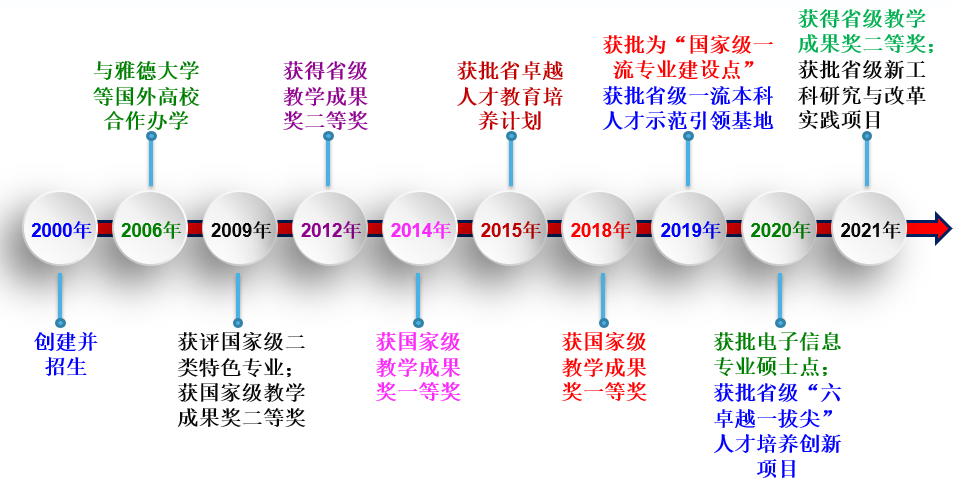 与雅德大学
等国外高校
合作办学
获得省级
教学成果
奖二等奖
获批省卓越
人才教育培
养计划
获批为“国家级一
流专业建设点”
获批省级一流本科
人才示范引领基地
获得省级教学
成果奖二等奖；
获批省级新工
科研究与改革
实践项目
2000年
2006年
2009年
2012年
2014年
2015年
2018年
2019年
2020年
2021年
创建并
招生
获评国家级二
类特色专业；
获国家级教学
成果奖二等奖
获国家级
教学成果
奖一等奖
获国家级
教学成果
奖一等奖
获批电子信息
专业硕士点；
获批省级“六
卓越一拔尖”
人才培养创新
项目